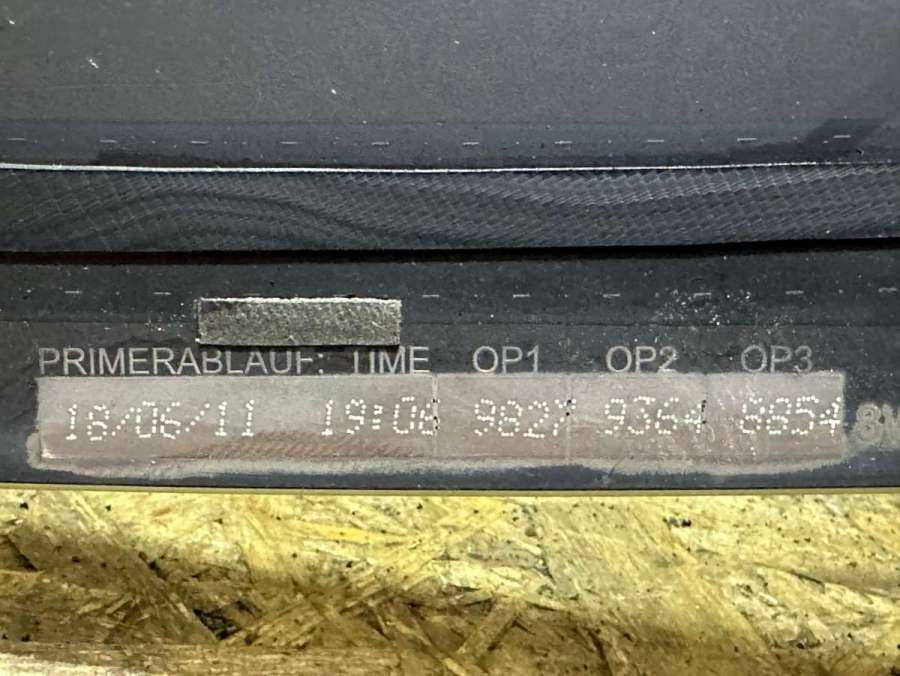 PRIMERABLAUF: TIME OP1 OP2 OP3
18/06/11 19:08 9827 9364 8854